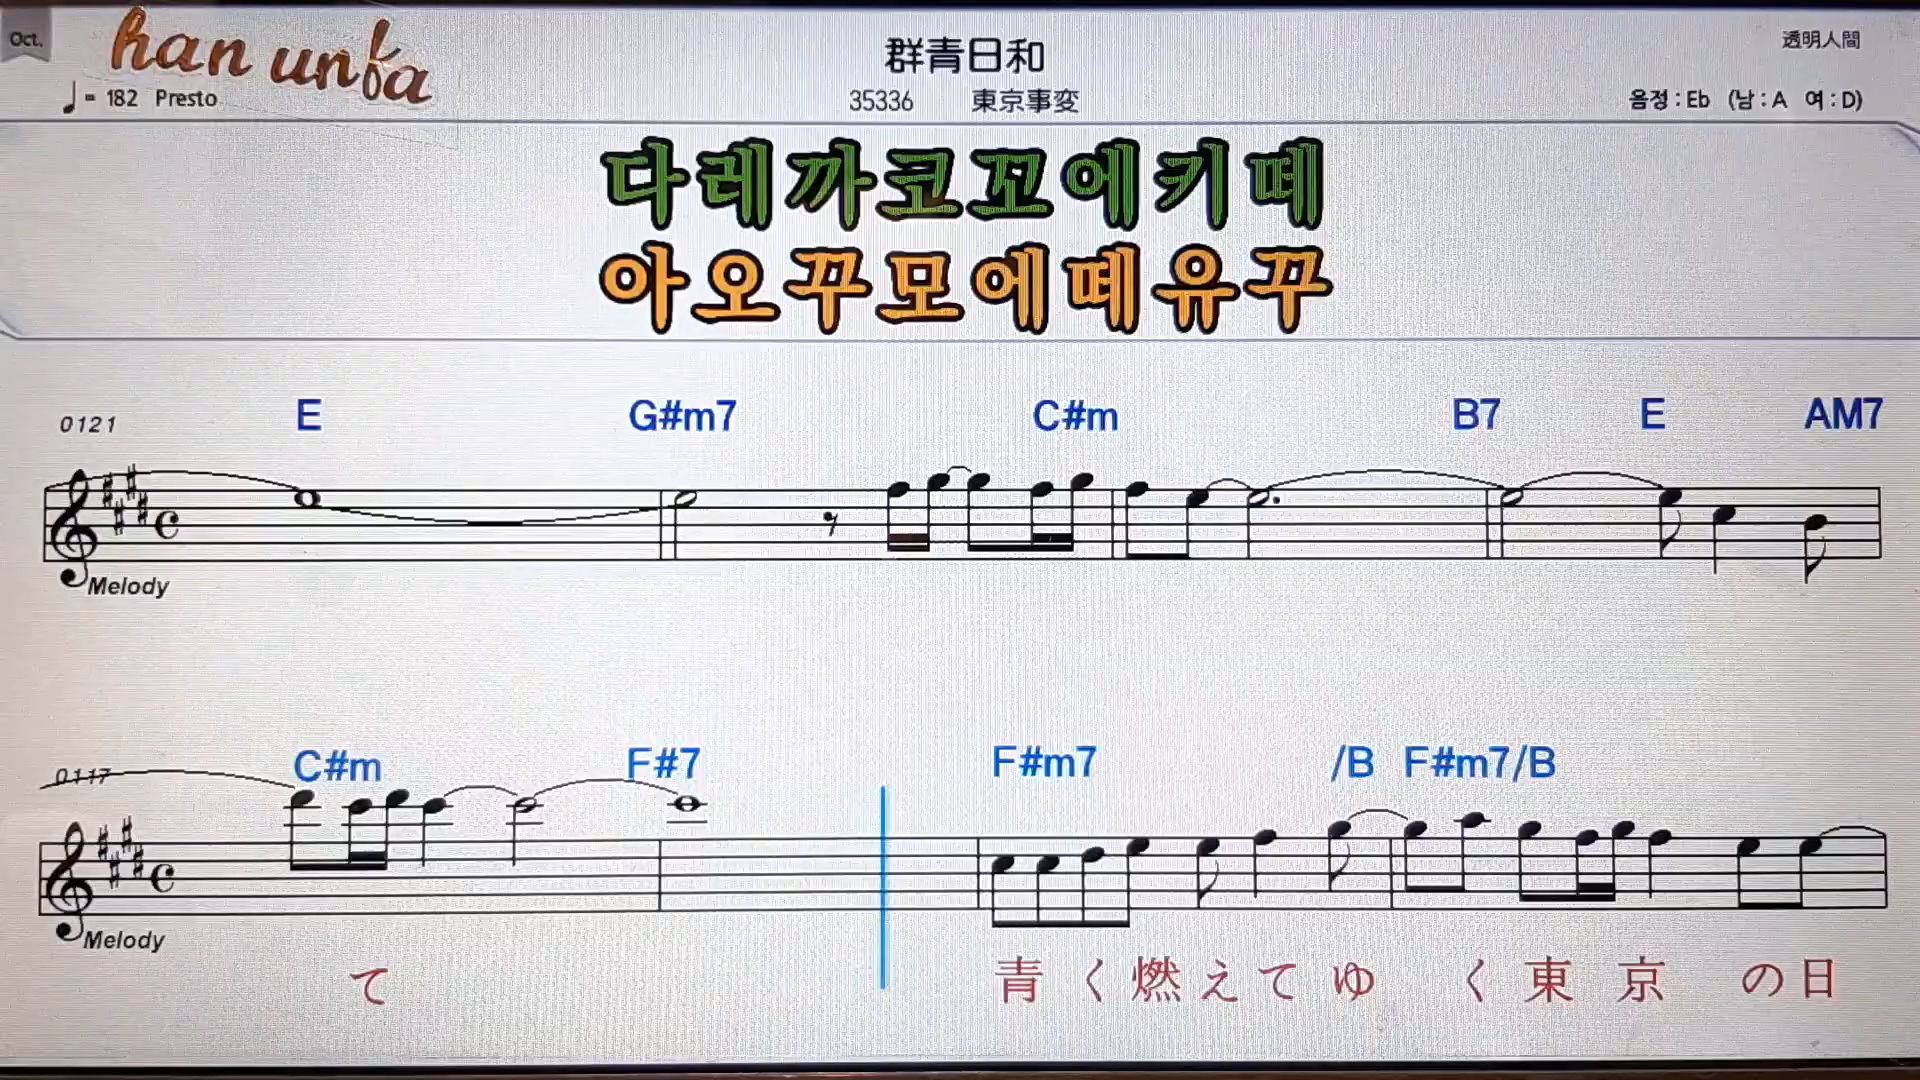 Oct.
han unfa
群青日和
透明人間
♩= 182 Presto
35336 東京事変
음정 : Eb (남 : A 여 : D)
다레까코꼬에키떼
아오꾸모에떼유꾸
0121
E G#m7 C#m B7 E AM7
Melody
0117
C#m F#7 F#m7 /B F#m7/B
Melody
て 青く燃えてゆく東京の日